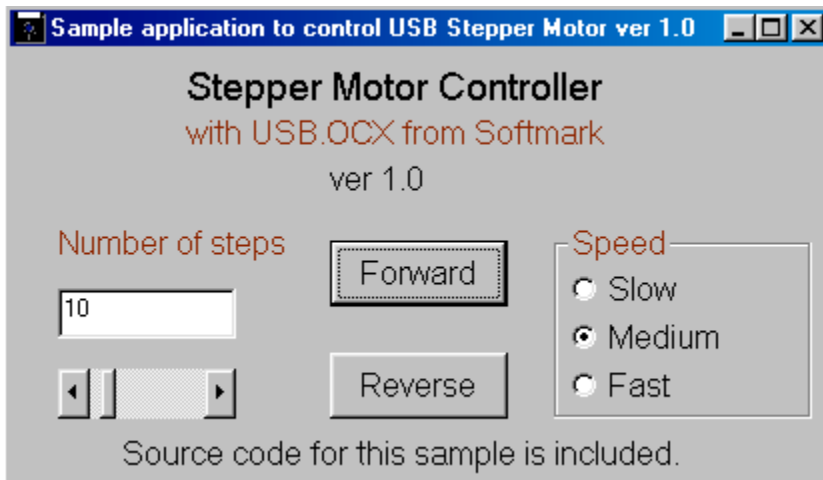 Sample application to control USB Stepper Motor ver 1.0
Stepper Motor Controller
with USB.OCX from Softmark
ver 1.0
Number of steps
10
Forward
Reverse
Speed
Slow
Medium
Fast
Source code for this sample is included.